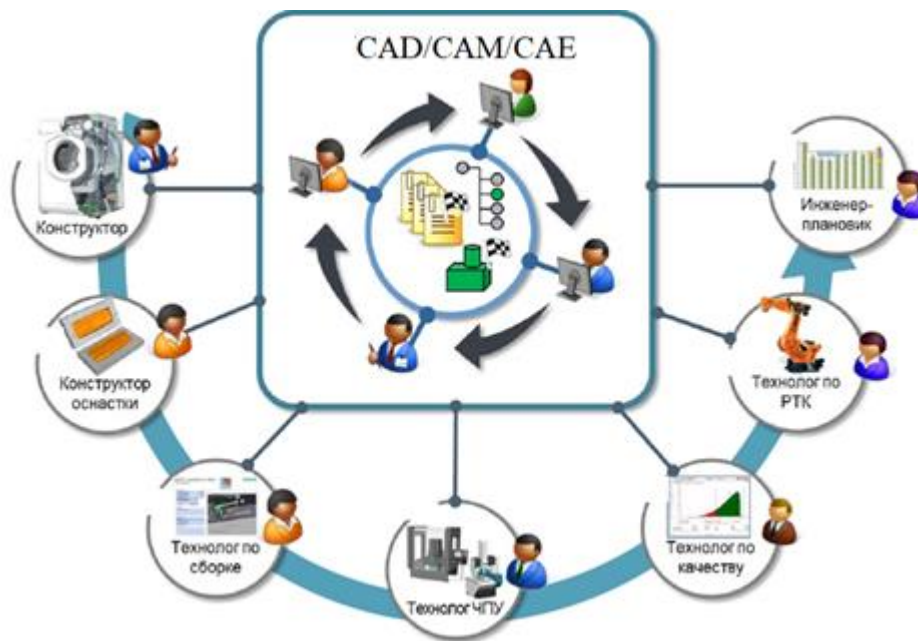 CAD/CAM/CAE
Конструктор
Инженер-
плановик
Конструктор
оснастки
Технолог по
РТК
Технолог по
сборке
Технолог ЧПУ
Технолог по
качеству